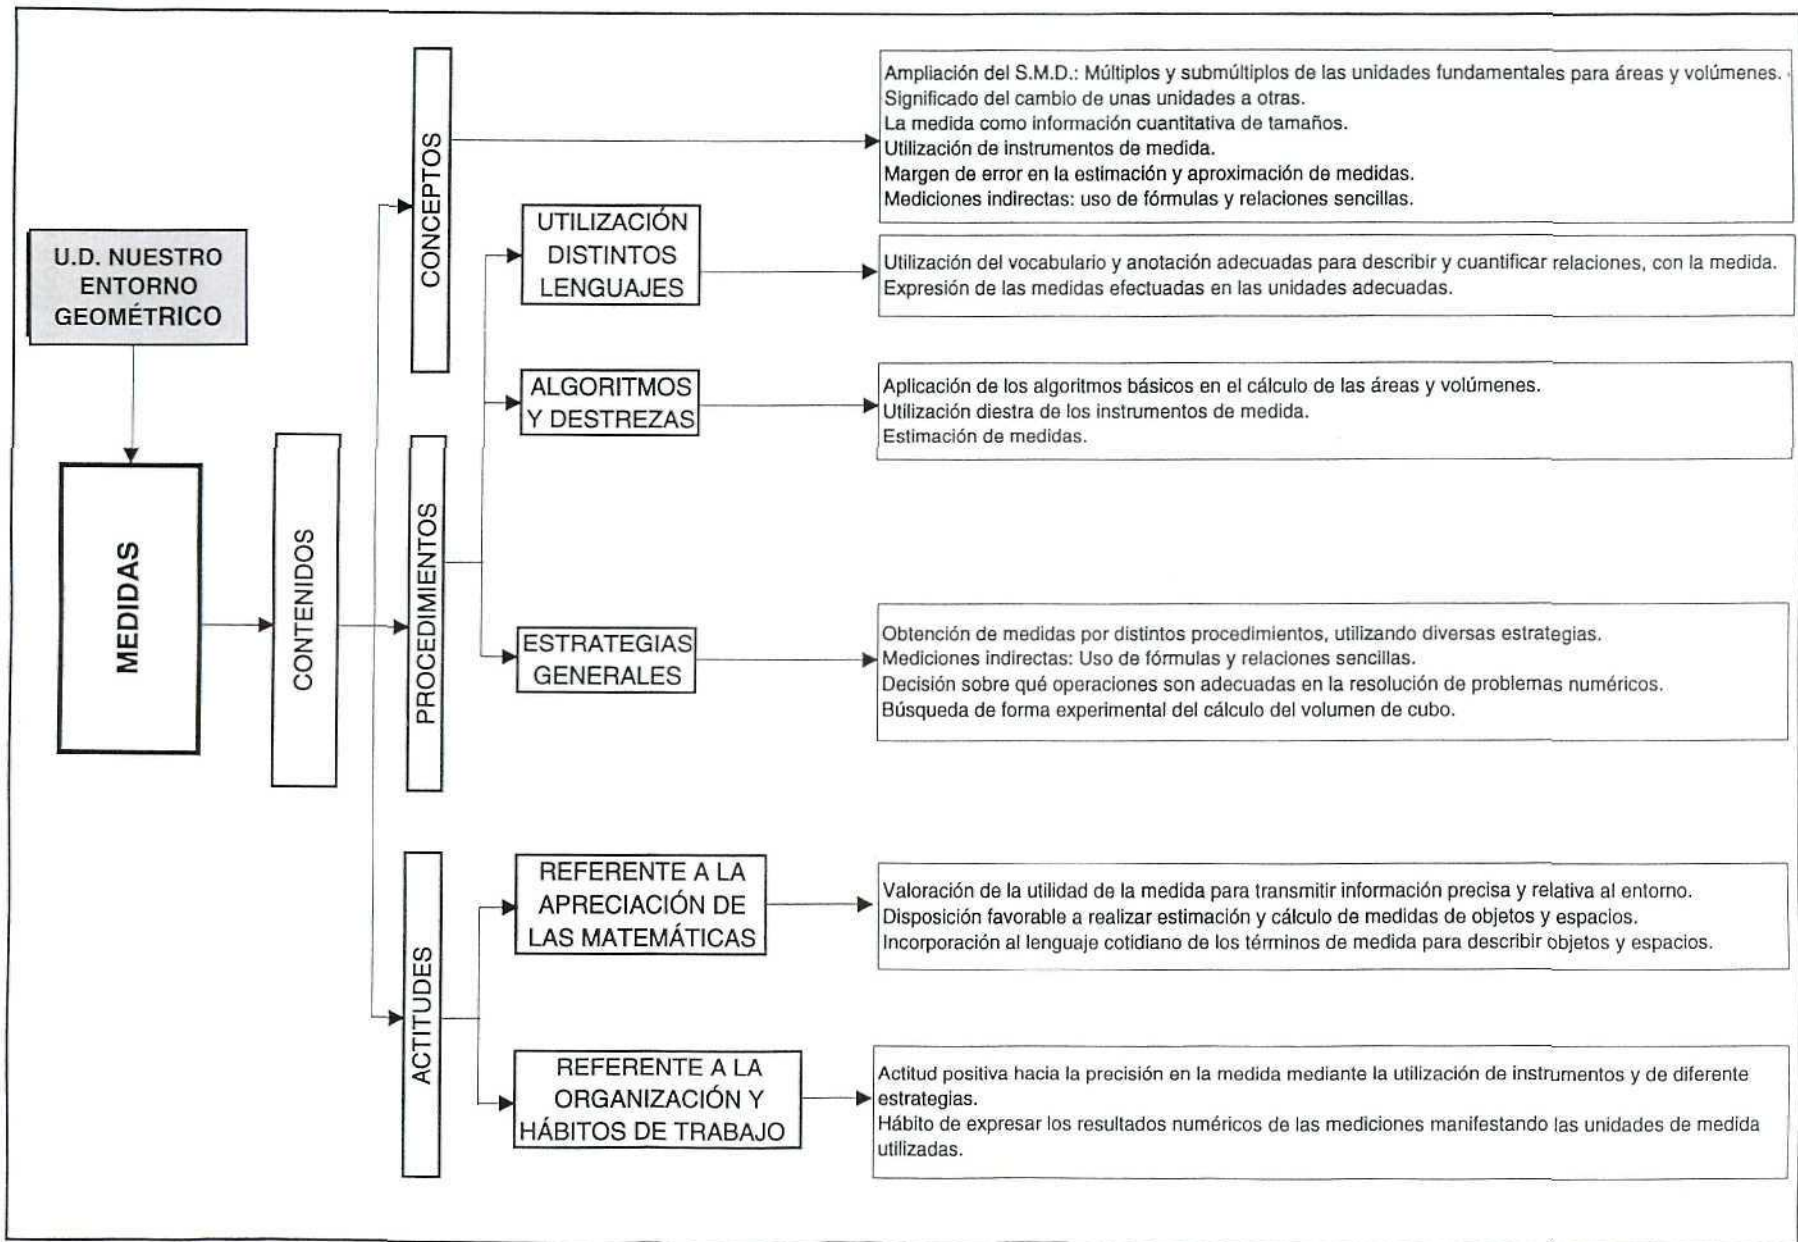 U.D. NUESTRO
ENTORNO
GEOMÉTRICO
MEDIDAS
CONTENIDOS
CONCEPTOS
Ampliación del S.M.D.: Múltiplos y submúltiplos de las unidades fundamentales para áreas y volúmenes.
Significado del cambio de unas unidades a otras.
La medida como información cuantitativa de tamaños.
Utilización de instrumentos de medida.
Margen de error en la estimación y aproximación de medidas.
Mediciones indirectas: uso de fórmulas y relaciones sencillas.
PROCEDIMIENTOS
UTILIZACIÓN
DISTINTOS
LENGUAJES
Utilización del vocabulario y anotación adecuadas para describir y cuantificar relaciones, con la medida.
Expresión de las medidas efectuadas en las unidades adecuadas.
ALGORITMOS
Y DESTREZAS
Aplicación de los algoritmos básicos en el cálculo de las áreas y volúmenes.
Utilización diestra de los instrumentos de medida.
Estimación de medidas.
ESTRATEGIAS
GENERALES
Obtención de medidas por distintos procedimientos, utilizando diversas estrategias.
Mediciones indirectas: Uso de fórmulas y relaciones sencillas.
Decisión sobre qué operaciones son adecuadas en la resolución de problemas numéricos.
Búsqueda de forma experimental del cálculo del volumen de cubo.
ACTITUDES
REFERENTE A LA
APRECIACIÓN DE
LAS MATEMÁTICAS
Valoración de la utilidad de la medida para transmitir información precisa y relativa al entorno.
Disposición favorable a realizar estimación y cálculo de medidas de objetos y espacios.
Incorporación al lenguaje cotidiano de los términos de medida para describir objetos y espacios.
REFERENTE A LA
ORGANIZACIÓN Y
HÁBITOS DE TRABAJO
Actitud positiva hacia la precisión en la medida mediante la utilización de instrumentos y de diferente
estrategias.
Hábito de expresar los resultados numéricos de las mediciones manifestando las unidades de medida
utilizadas.